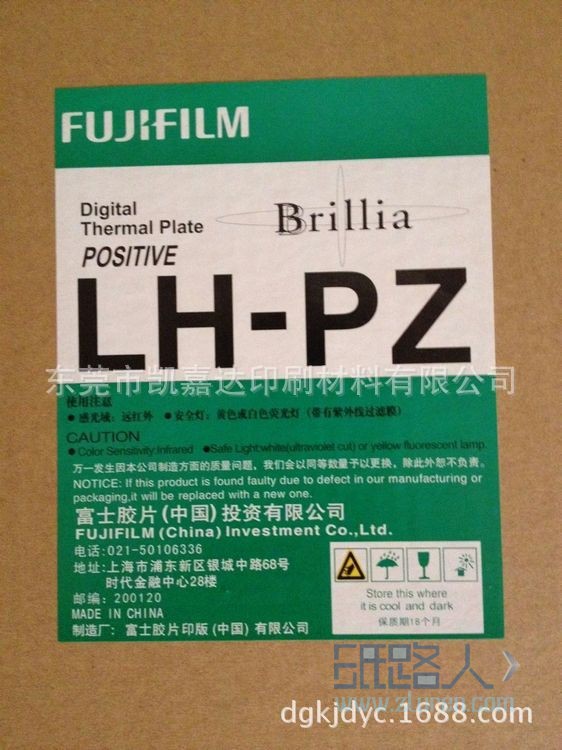 FUJIFILM
Digital
Thermal Plate
POSITIVE
Brillia
LH-PZ
东莞市凯嘉达印刷材料有限公司
使用注意
●感光域：远红外 ●安全灯：黄色或白色荧光灯（带有紫外线过滤膜）
CAUTION
●Color Sensitivity:Infrared ●Safe Light:white(ultraviolet cut) or yellow fluorescent lamp.
万一发生因本公司制造方面的质量问题，我们会以同等数量予以更换，除此外恕不负责。
NOTICE: If this product is found faulty due to defect in our manufacturing or
packaging,it will be replaced with a new one.
富士胶片(中国)投资有限公司
FUJIFILM (China) Investment Co.,Ltd.
电话:021-50106336
地址:上海市浦东新区银城中路68号
时代金融中心28楼
邮编:200120
MADE IN CHINA
制造厂: 富士胶片印版(中国)有限公司
Store this where
it is cool and dark
保质期18个月
纸路人
dgkjdyc.1688.com